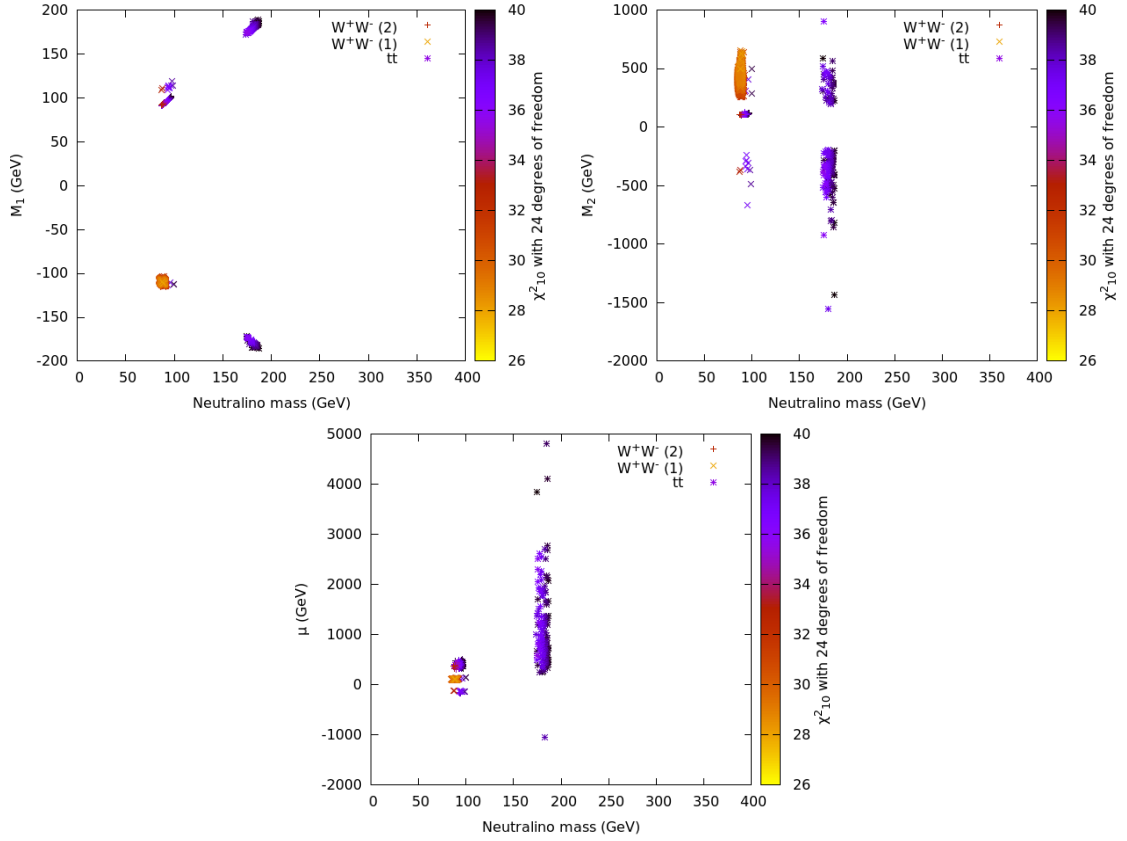 200
150
100
50
0
-50
-100
-150
-200
0 50 100 150 200 250 300 350 400
M₁ (GeV)
Neutralino mass (GeV)
W⁺W⁻ (2)
W⁺W⁻ (1)
tt
40
38
36
34
32
30
28
26
χ²₁₀ with 24 degrees of freedom
1000
500
0
-500
-1000
-1500
-2000
0 50 100 150 200 250 300 350 400
M₂ (GeV)
Neutralino mass (GeV)
W⁺W⁻ (2)
W⁺W⁻ (1)
tt
40
38
36
34
32
30
28
26
χ²₁₀ with 24 degrees of freedom
5000
4000
3000
2000
1000
0
-1000
-2000
0 50 100 150 200 250 300 350 400
μ (GeV)
Neutralino mass (GeV)
W⁺W⁻ (2)
W⁺W⁻ (1)
tt
40
38
36
34
32
30
28
26
χ²₁₀ with 24 degrees of freedom